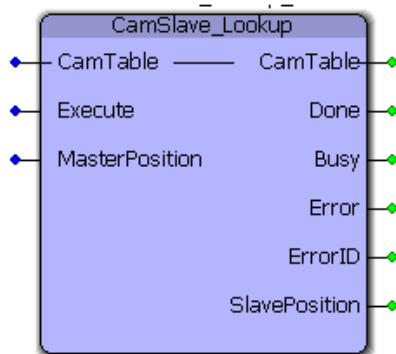 CamSlave_Lookup
CamTable CamTable
Execute Done
MasterPosition Busy
Error
ErrorID
SlavePosition